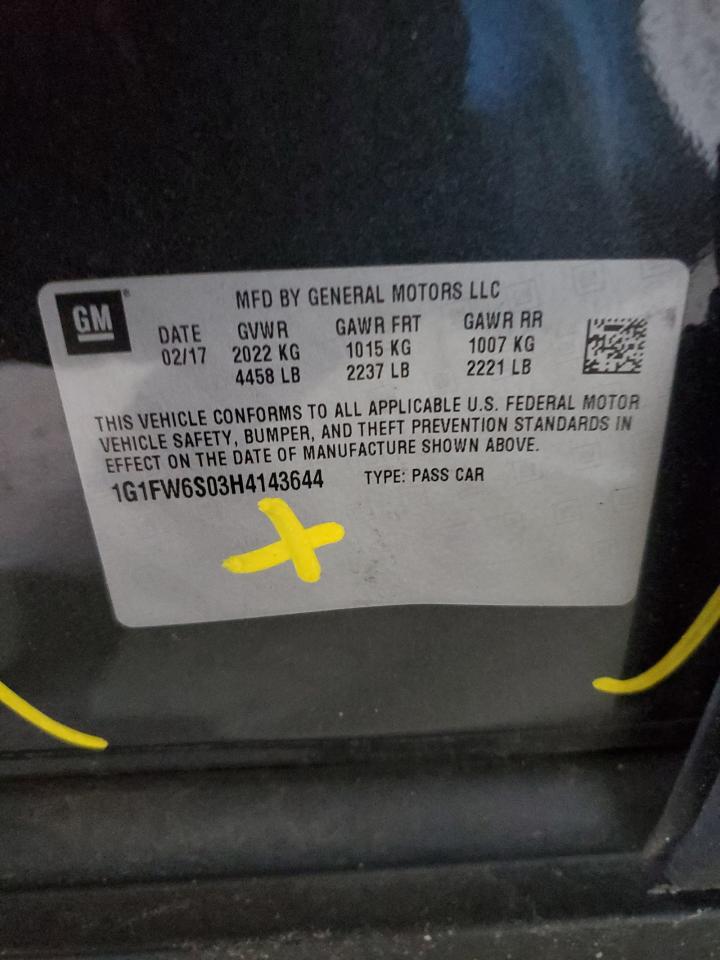 GM®
MFD BY GENERAL MOTORS LLC
DATE GVWR GAWR FRT GAWR RR
02/17 2022 KG 1015 KG 1007 KG
4458 LB 2237 LB 2221 LB
THIS VEHICLE CONFORMS TO ALL APPLICABLE U.S. FEDERAL MOTOR
VEHICLE SAFETY, BUMPER, AND THEFT PREVENTION STANDARDS IN
EFFECT ON THE DATE OF MANUFACTURE SHOWN ABOVE.
1G1FW6S03H4143644 TYPE: PASS CAR